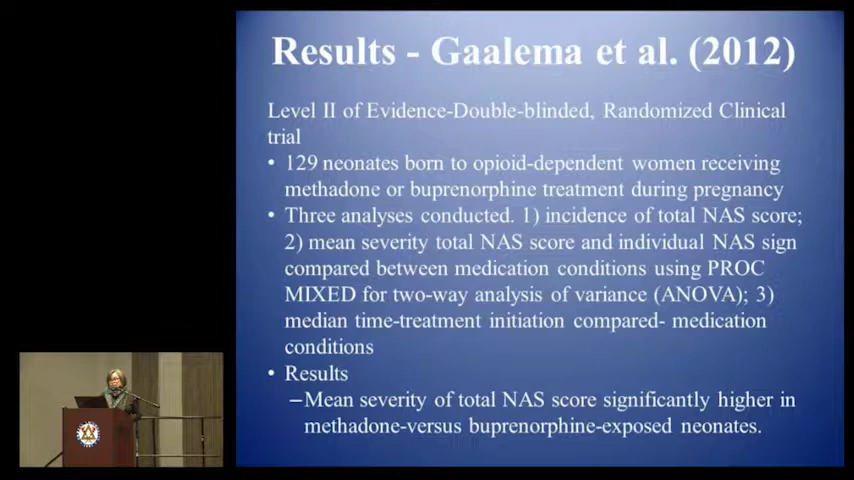 Results - Gaalema et al. (2012)
Level II of Evidence-Double-blinded, Randomized Clinical
trial
• 129 neonates born to opioid-dependent women receiving
methadone or buprenorphine treatment during pregnancy
• Three analyses conducted. 1) incidence of total NAS score;
2) mean severity total NAS score and individual NAS sign
compared between medication conditions using PROC
MIXED for two-way analysis of variance (ANOVA); 3)
median time-treatment initiation compared- medication
conditions
• Results
–Mean severity of total NAS score significantly higher in
methadone-versus buprenorphine-exposed neonates.